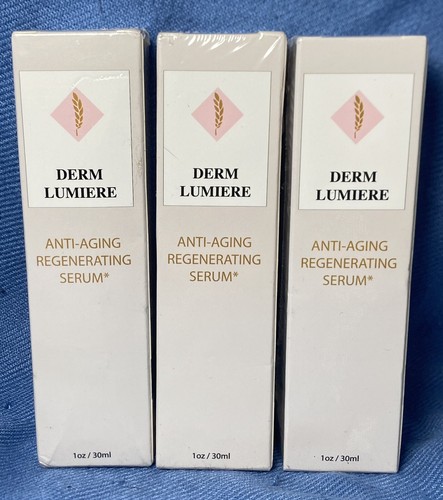 DERM
LUMIERE
ANTI-AGING
REGENERATING
SERUM*
1oz / 30ml
DERM
LUMIERE
ANTI-AGING
REGENERATING
SERUM*
1oz / 30ml
DERM
LUMIERE
ANTI-AGING
REGENERATING
SERUM*
1oz / 30ml